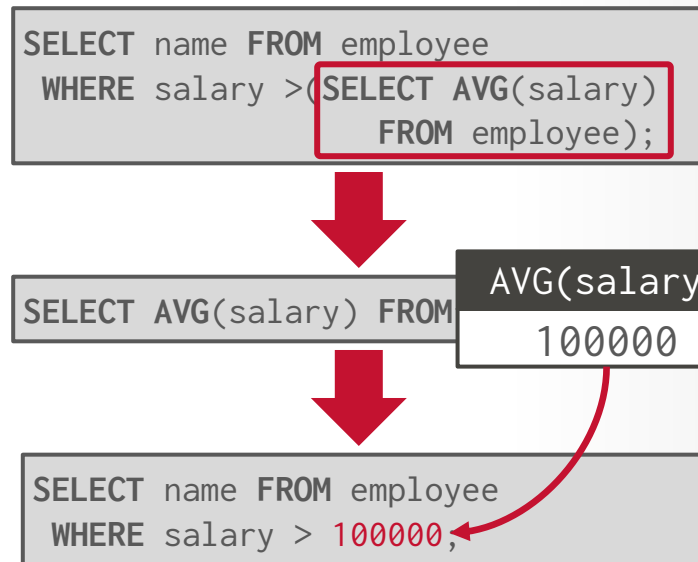 SELECT name FROM employee
WHERE salary >(SELECT AVG(salary)
FROM employee);
SELECT AVG(salary) FROM
AVG(salary
100000
SELECT name FROM employee
WHERE salary > 100000;